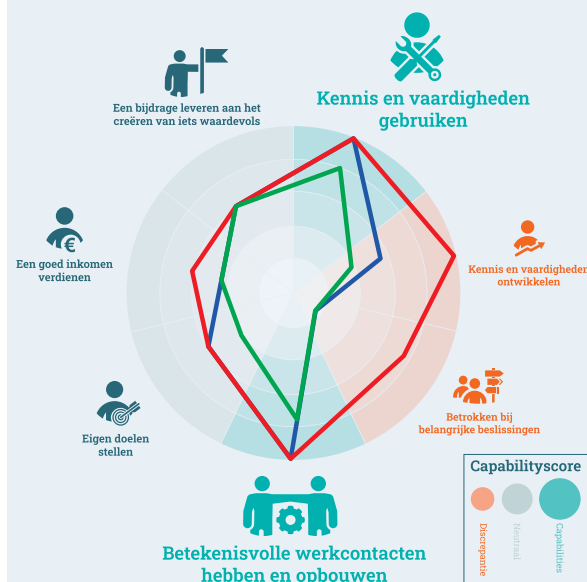 Een bijdrage leveren aan het
creëren van iets waardevols
Kennis en vaardigheden
gebruiken
€
Een goed inkomen
verdienen
Kennis en vaardigheden
ontwikkelen
Eigen doelen
stellen
Betrokken bij
belangrijke beslissingen
Betekenisvolle werkcontacten
hebben en opbouwen
Capabilityscore
Discrepantie
Neutraal
Capabilities